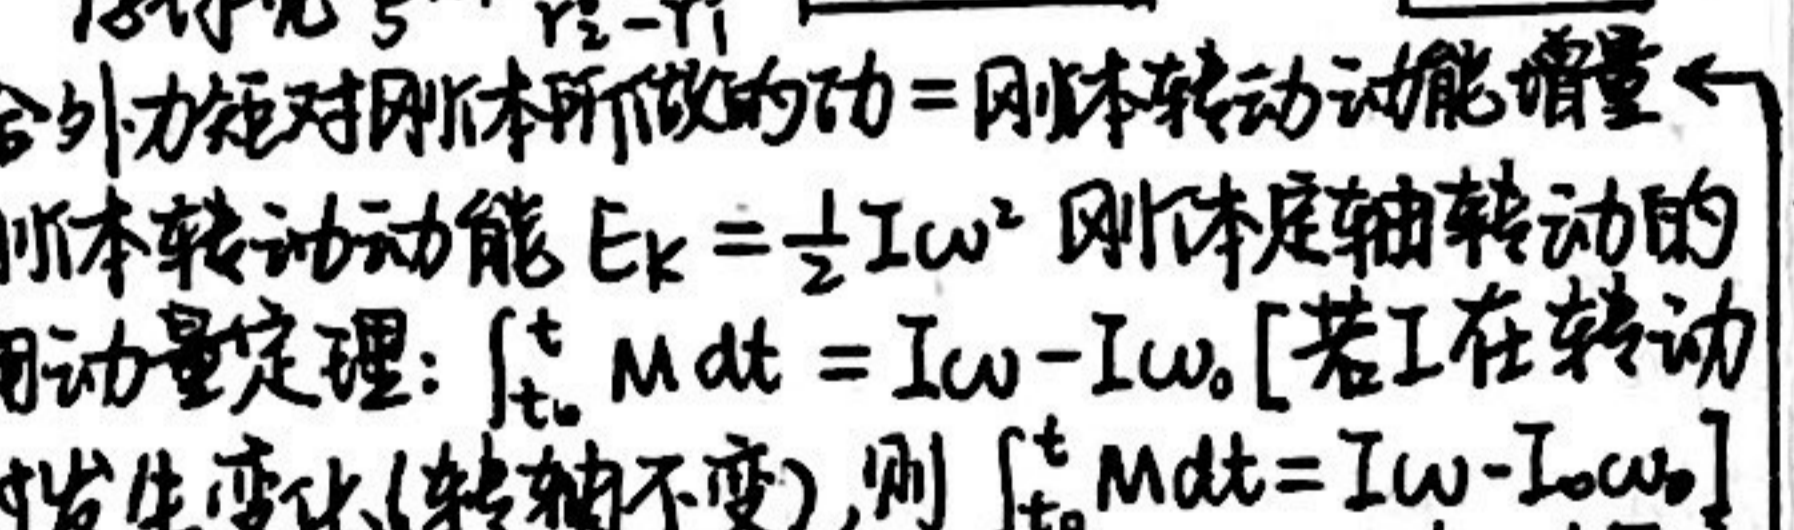 r₂²-r₁
合外力矩对刚体所做的功=刚体转动动能增量←
刚体转动动能 Eₖ=½Iω² 刚体定轴转动的
角动量定理: ∫ₜ₀ᵗ M dt = Iω-Iω₀ [若I在转动
时发生变化(转轴不变),则 ∫ₜ₀ᵗ Mdt=Iω-I₀ω₀]